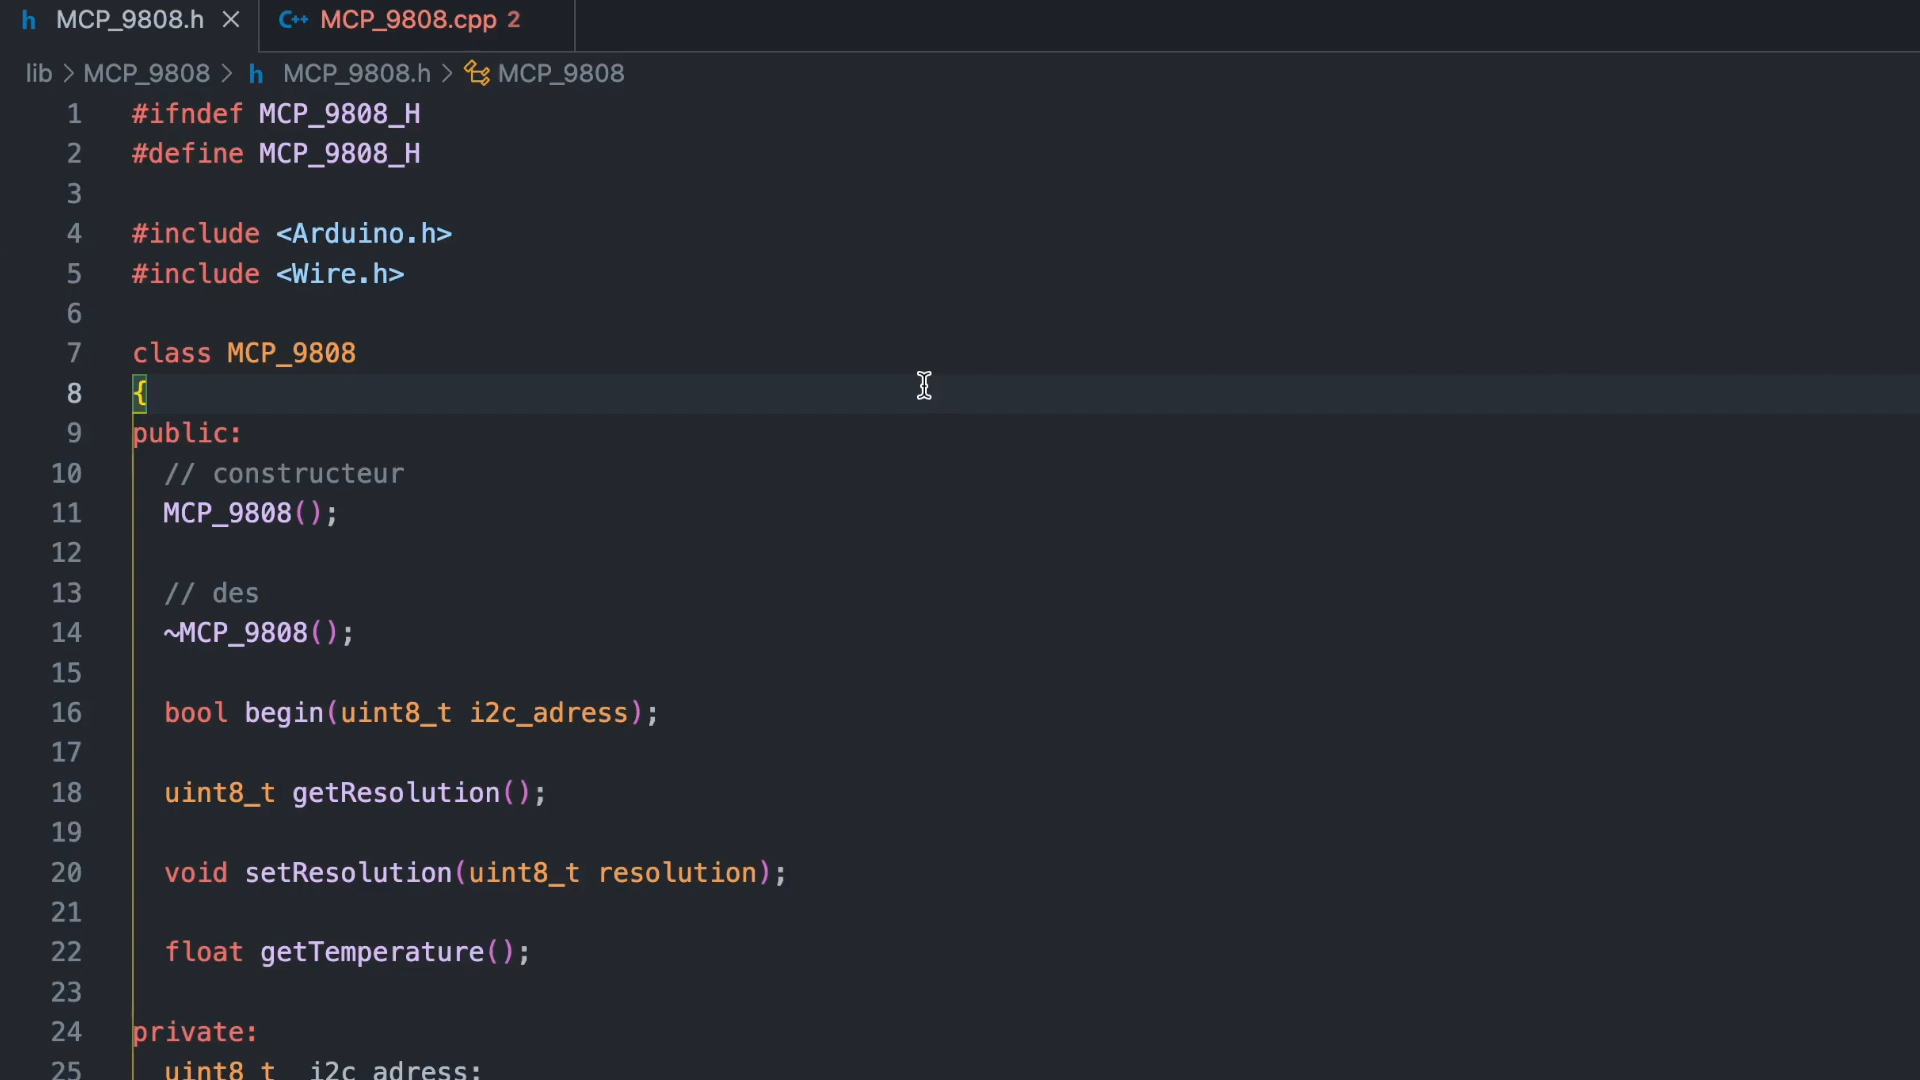 h MCP_9808.h × C++ MCP_9808.cpp 2
lib > MCP_9808 > h MCP_9808.h > MCP_9808
1 #ifndef MCP_9808_H
2 #define MCP_9808_H
3
4 #include <Arduino.h>
5 #include <Wire.h>
6
7 class MCP_9808
8 {
9 public:
10 // constructeur
11 MCP_9808();
12
13 // des
14 ~MCP_9808();
15
16 bool begin(uint8_t i2c_adress);
17
18 uint8_t getResolution();
19
20 void setResolution(uint8_t resolution);
21
22 float getTemperature();
23
24 private:
25 uint8_t _i2c_adress;